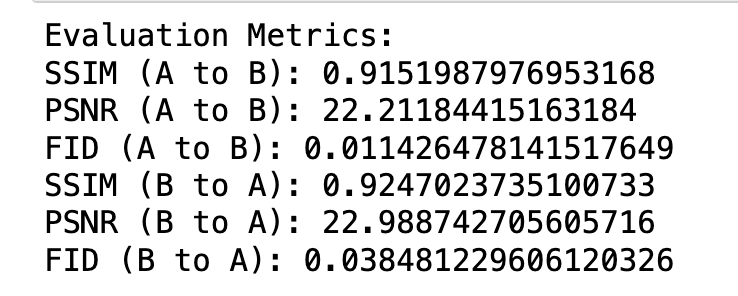 Evaluation Metrics:
SSIM (A to B): 0.9151987976953168
PSNR (A to B): 22.21184415163184
FID (A to B): 0.011426478141517649
SSIM (B to A): 0.9247023735100733
PSNR (B to A): 22.988742705605716
FID (B to A): 0.038481229606120326